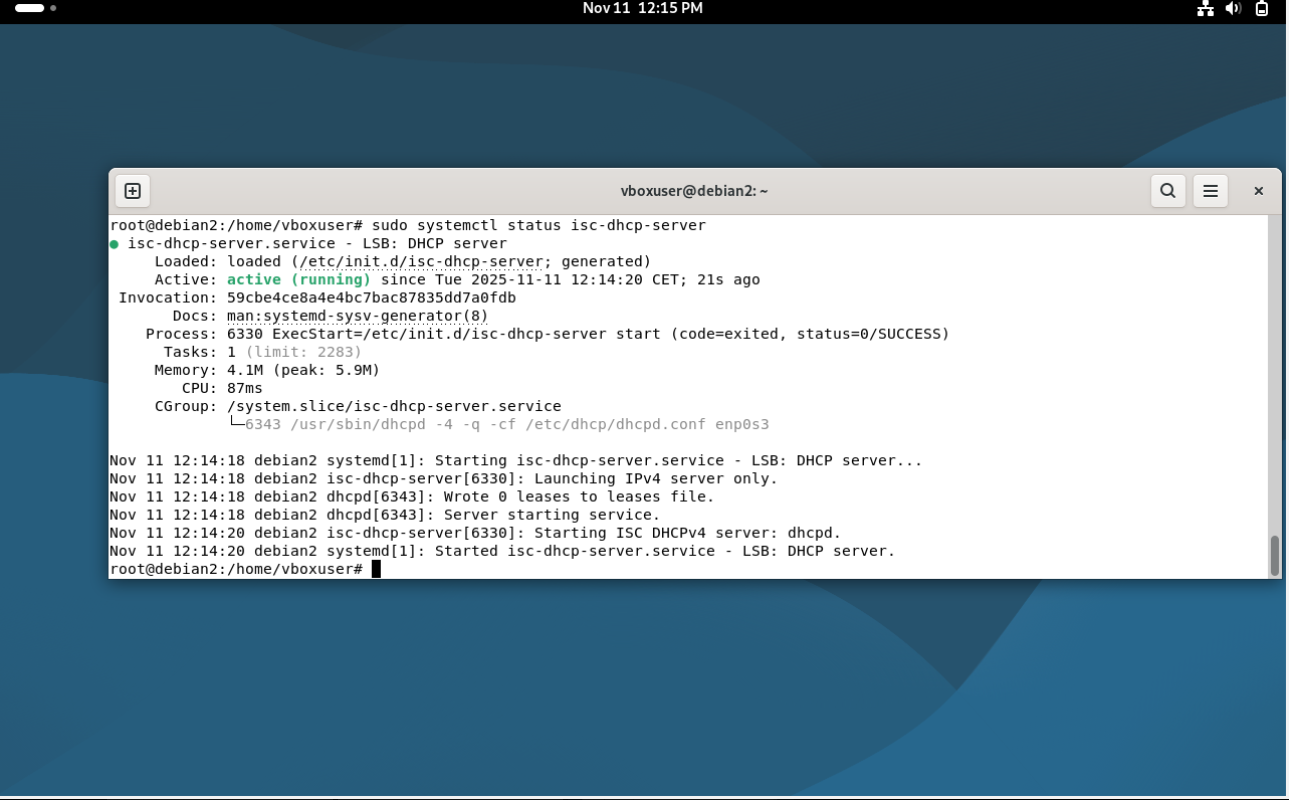 Nov 11 12:15 PM
vboxuser@debian2: ~
root@debian2:/home/vboxuser# sudo systemctl status isc-dhcp-server
● isc-dhcp-server.service - LSB: DHCP server
     Loaded: loaded (/etc/init.d/isc-dhcp-server; generated)
     Active: active (running) since Tue 2025-11-11 12:14:20 CET; 21s ago
 Invocation: 59cbe4ce8a4e4bc7bac87835dd7a0fdb
       Docs: man:systemd-sysv-generator(8)
    Process: 6330 ExecStart=/etc/init.d/isc-dhcp-server start (code=exited, status=0/SUCCESS)
      Tasks: 1 (limit: 2283)
     Memory: 4.1M (peak: 5.9M)
        CPU: 87ms
     CGroup: /system.slice/isc-dhcp-server.service
             └─6343 /usr/sbin/dhcpd -4 -q -cf /etc/dhcp/dhcpd.conf enp0s3
Nov 11 12:14:18 debian2 systemd[1]: Starting isc-dhcp-server.service - LSB: DHCP server...
Nov 11 12:14:18 debian2 isc-dhcp-server[6330]: Launching IPv4 server only.
Nov 11 12:14:18 debian2 dhcpd[6343]: Wrote 0 leases to leases file.
Nov 11 12:14:18 debian2 dhcpd[6343]: Server starting service.
Nov 11 12:14:20 debian2 isc-dhcp-server[6330]: Starting ISC DHCPv4 server: dhcpd.
Nov 11 12:14:20 debian2 systemd[1]: Started isc-dhcp-server.service - LSB: DHCP server.
root@debian2:/home/vboxuser#